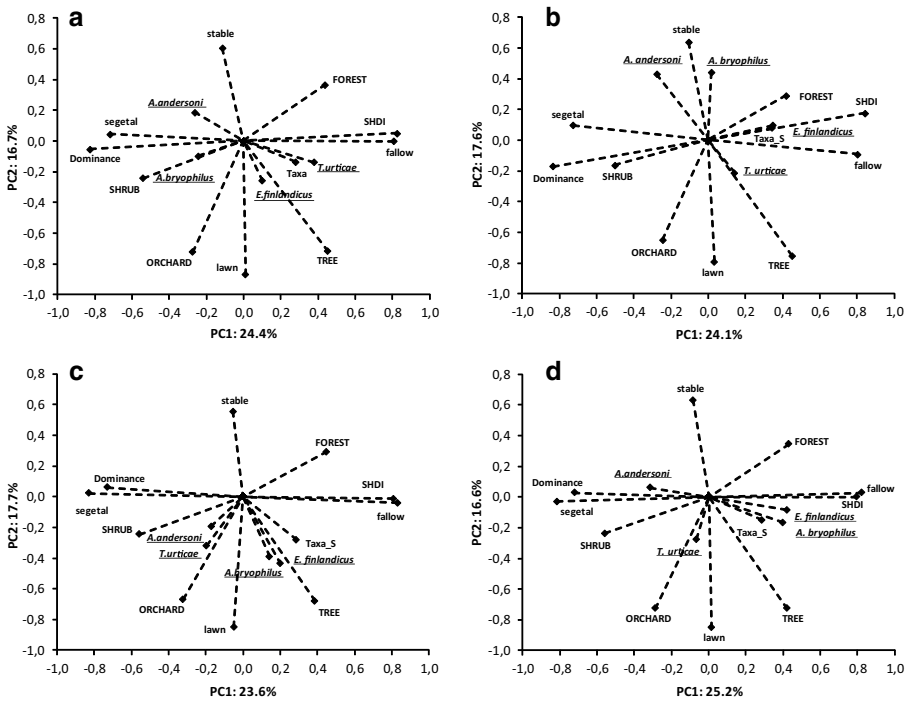 a
0,8
stable
0,6
0,4
FOREST
A.andersoni
0,2
segetal
SHDI
0,0
Dominance
fallow
Taxa
T.urticae
-0,2
SHRUB
A.bryophilus
E.finlandicus
-0,4
-0,6
ORCHARD
lawn
TREE
-0,8
-1,0
-1,0 -0,8 -0,6 -0,4 -0,2 0,0 0,2 0,4 0,6 0,8 1,0
PC2: 16.7%
PC1: 24.4%
b
0,8
stable
0,6
A. andersoni
A. bryophilus
0,4
FOREST
SHDI
0,2
segetal
E. finlandicus
Taxa_S
0,0
fallow
Dominance
SHRUB
T. urticae
-0,2
-0,4
-0,6
ORCHARD
lawn
TREE
-0,8
-1,0
-1,0 -0,8 -0,6 -0,4 -0,2 0,0 0,2 0,4 0,6 0,8 1,0
PC2: 17.6%
PC1: 24.1%
c
0,8
stable
0,6
0,4
FOREST
0,2
Dominance
SHDI
0,0
segetal
fallow
SHRUB
-0,2
A.andersoni
Taxa_S
T.urticae
E. finlandicus
-0,4
A.bryophilus
-0,6
ORCHARD
TREE
-0,8
lawn
-1,0
-1,0 -0,8 -0,6 -0,4 -0,2 0,0 0,2 0,4 0,6 0,8 1,0
PC2: 17.7%
PC1: 23.6%
d
0,8
stable
0,6
0,4
FOREST
0,2
A.andersoni
Dominance
fallow
0,0
SHDI
segetal
E. finlandicus
-0,2
Taxa_S
A. bryophilus
SHRUB
T. urticae
-0,4
-0,6
ORCHARD
TREE
-0,8
lawn
-1,0
-1,0 -0,8 -0,6 -0,4 -0,2 0,0 0,2 0,4 0,6 0,8 1,0
PC2: 16.6%
PC1: 25.2%